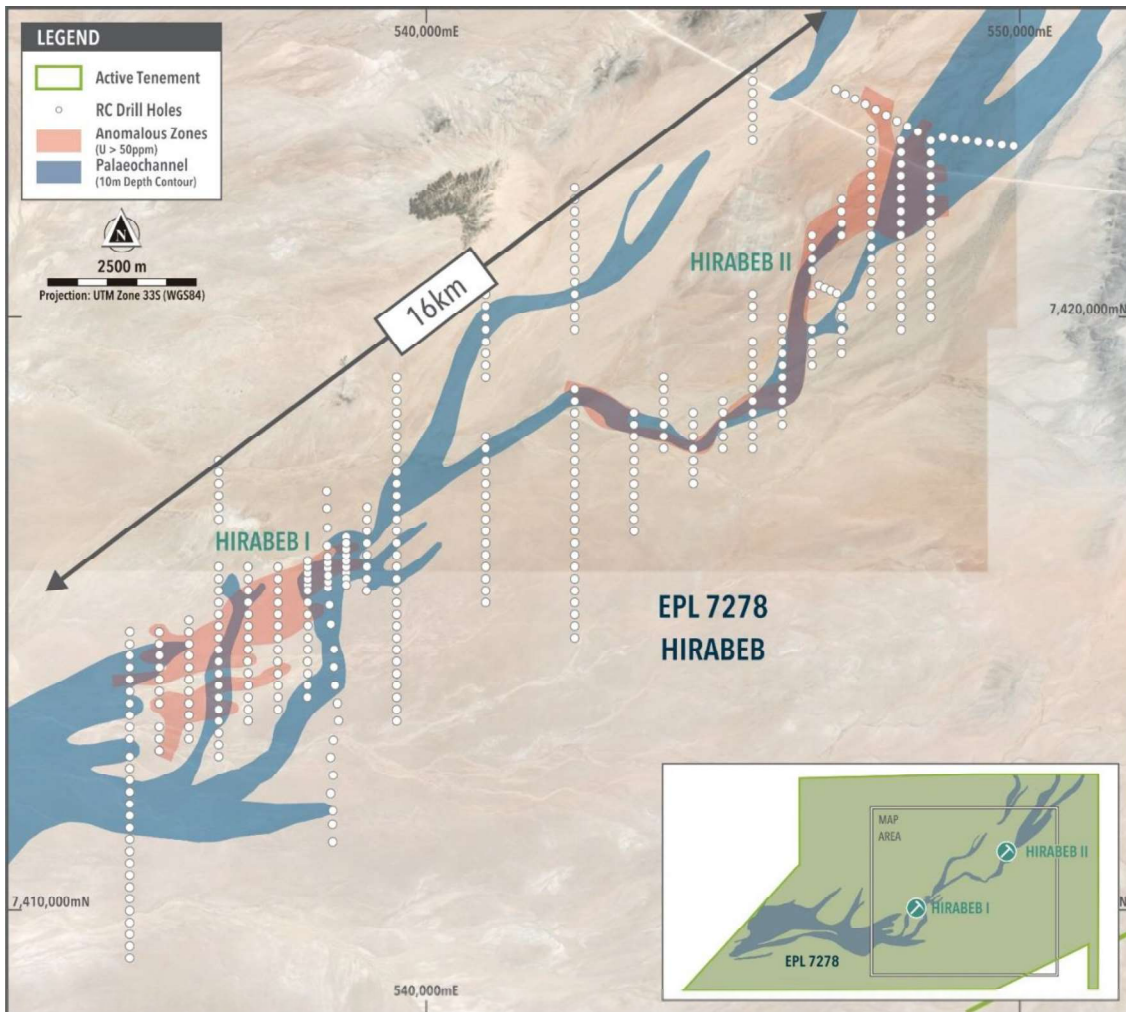 LEGEND
Active Tenement
RC Drill Holes
Anomalous Zones
(U > 50ppm)
Palaeochannel
(10m Depth Contour)
N
2500 m
Projection: UTM Zone 33S (WGS84)
540,000mE
550,000mE
16km
HIRABEB II
7,420,000mN
HIRABEB I
EPL 7278
HIRABEB
MAP
AREA
HIRABEB II
HIRABEB I
EPL 7278
7,410,000mN
540,000mE